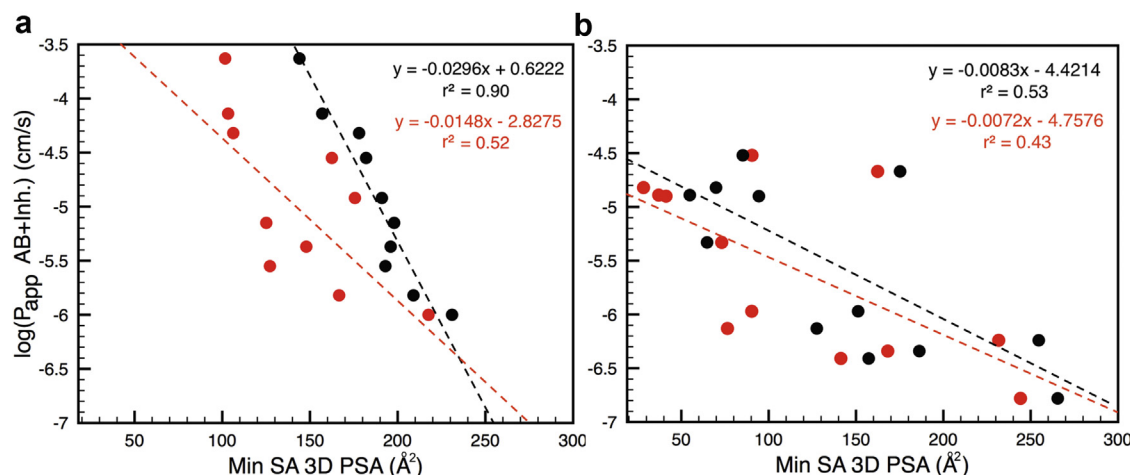 a
b
-3.5
-4
-4.5
-5
-5.5
-6
-6.5
-7
log(Papp AB+Inh.) (cm/s)
y = -0.0296x + 0.6222
r² = 0.90
y = -0.0148x - 2.8275
r² = 0.52
50 100 150 200 250 300
Min SA 3D PSA (Å²)
-3.5
-4
-4.5
-5
-5.5
-6
-6.5
-7
y = -0.0083x - 4.4214
r² = 0.53
y = -0.0072x - 4.7576
r² = 0.43
50 100 150 200 250 300
Min SA 3D PSA (Å²)